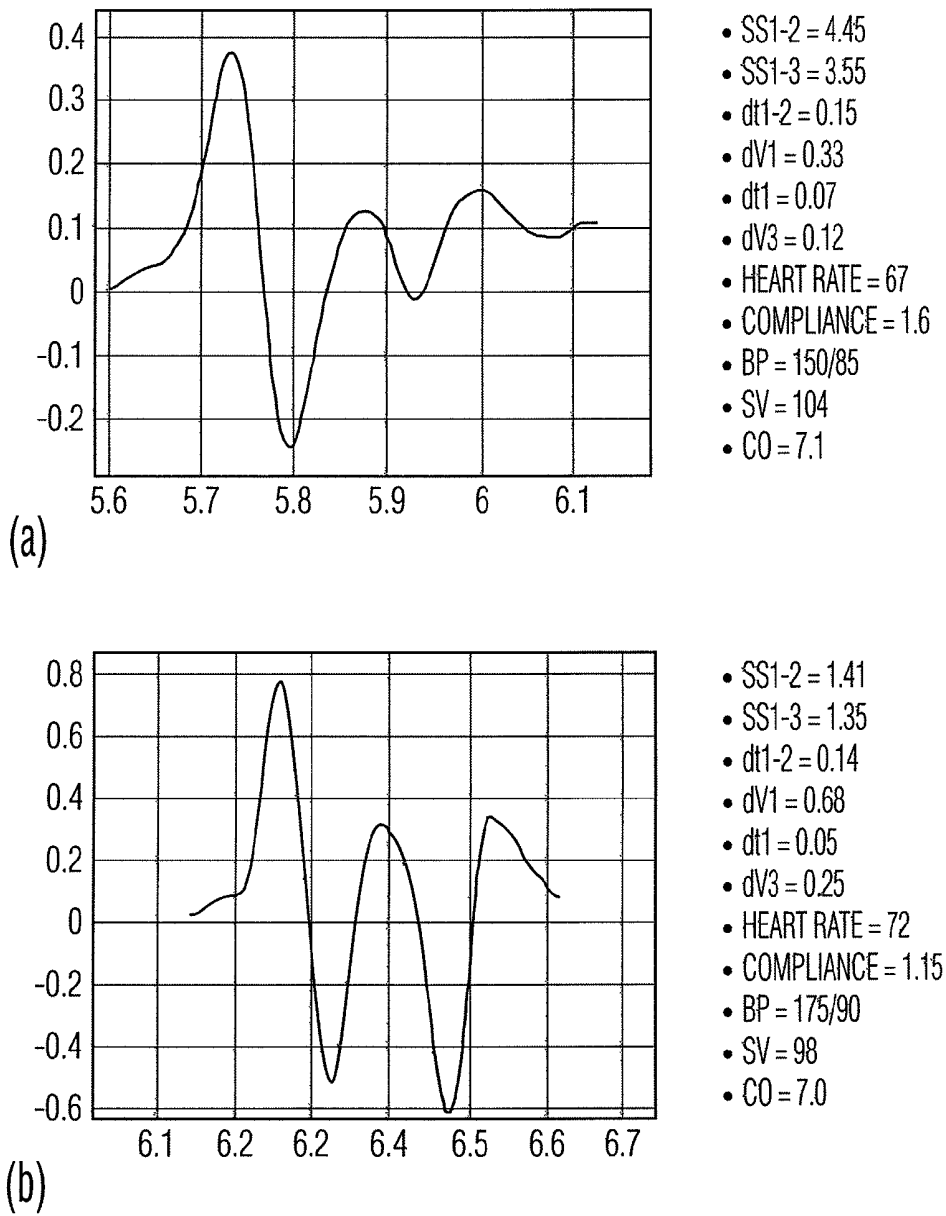 0.4
0.3
0.2
0.1
0
-0.1
-0.2
5.6 5.7 5.8 5.9 6 6.1
• SS1-2 = 4.45
• SS1-3 = 3.55
• dt1-2 = 0.15
• dV1 = 0.33
• dt1 = 0.07
• dV3 = 0.12
• HEART RATE = 67
• COMPLIANCE = 1.6
• BP = 150/85
• SV = 104
• CO = 7.1
(a)
0.8
0.6
0.4
0.2
0
-0.2
-0.4
-0.6
6.1 6.2 6.2 6.4 6.5 6.6 6.7
• SS1-2 = 1.41
• SS1-3 = 1.35
• dt1-2 = 0.14
• dV1 = 0.68
• dt1 = 0.05
• dV3 = 0.25
• HEART RATE = 72
• COMPLIANCE = 1.15
• BP = 175/90
• SV = 98
• CO = 7.0
(b)